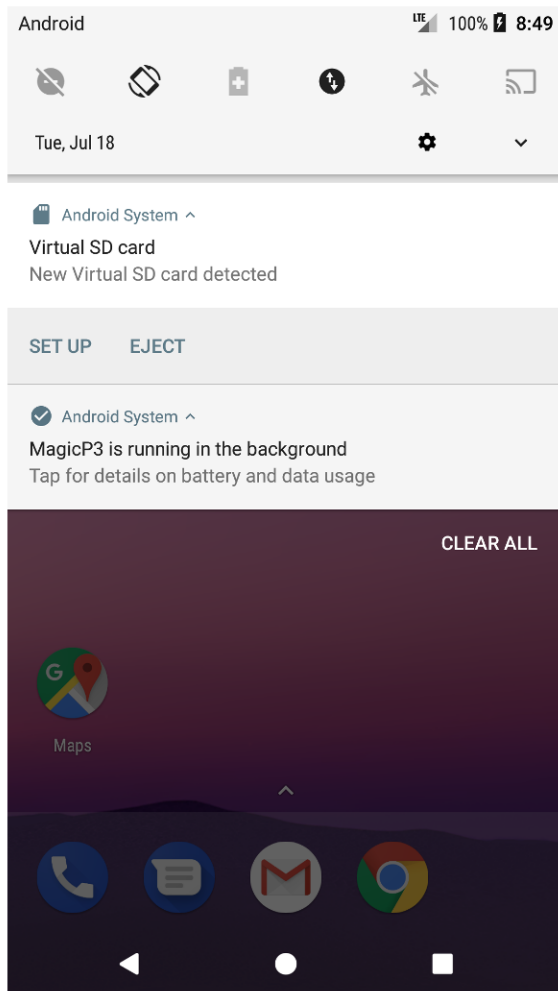 Android LTE 100% 8:49
Tue, Jul 18
Android System
Virtual SD card
New Virtual SD card detected
SET UP EJECT
Android System
MagicP3 is running in the background
Tap for details on battery and data usage
CLEAR ALL
G
Maps